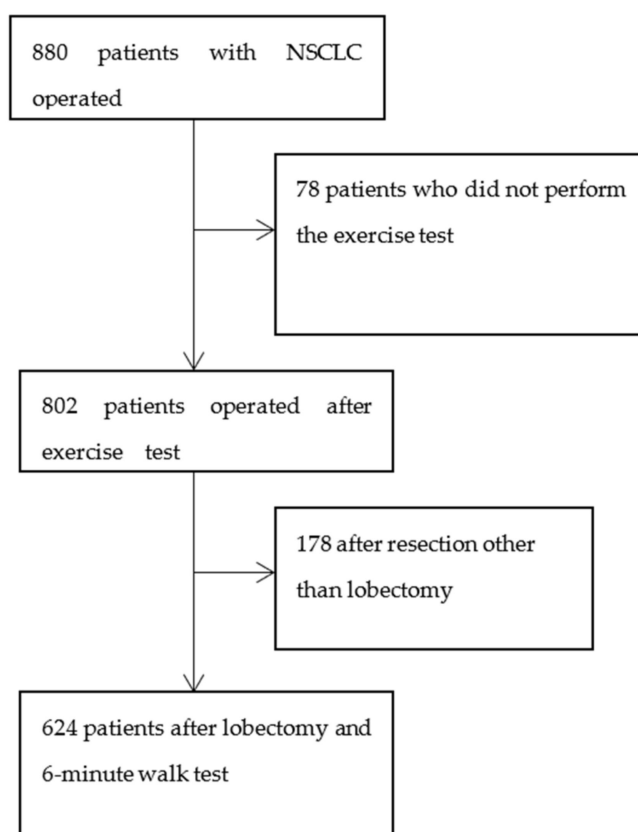 880 patients with NSCLC
operated
78 patients who did not perform
the exercise test
802 patients operated after
exercise test
178 after resection other
than lobectomy
624 patients after lobectomy and
6-minute walk test